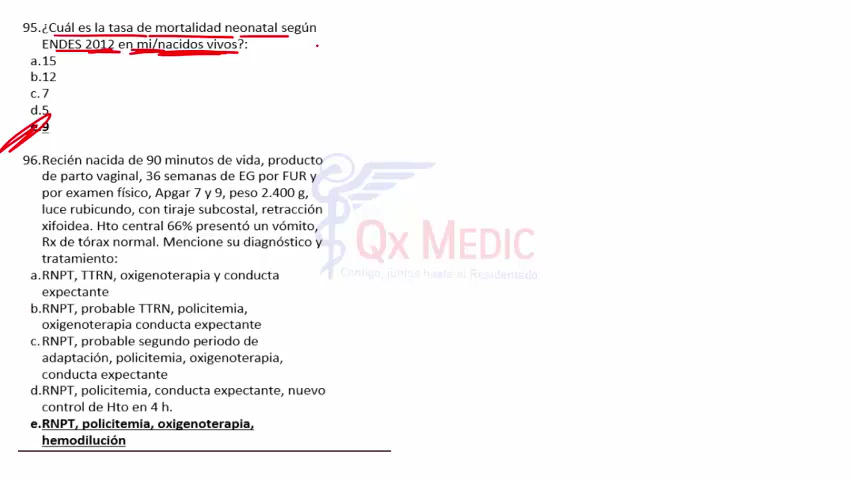 95.¿Cuál es la tasa de mortalidad neonatal según
ENDES 2012 en mi/nacidos vivos?:
a.15
b.12
c. 7
d.5
e.9
96.Recién nacida de 90 minutos de vida, producto
de parto vaginal, 36 semanas de EG por FUR y
por examen físico, Apgar 7 y 9, peso 2.400 g,
luce rubicundo, con tiraje subcostal, retracción
xifoidea. Hto central 66% presentó un vómito,
Rx de tórax normal. Mencione su diagnóstico y
tratamiento:
a.RNPT, TTRN, oxigenoterapia y conducta
expectante
b.RNPT, probable TTRN, policitemia,
oxigenoterapia conducta expectante
c. RNPT, probable segundo periodo de
adaptación, policitemia, oxigenoterapia,
conducta expectante
d.RNPT, policitemia, conducta expectante, nuevo
control de Hto en 4 h.
e.RNPT, policitemia, oxigenoterapia,
hemodilución
Qx MEDIC
Contigo, juntos hasta el Residentado